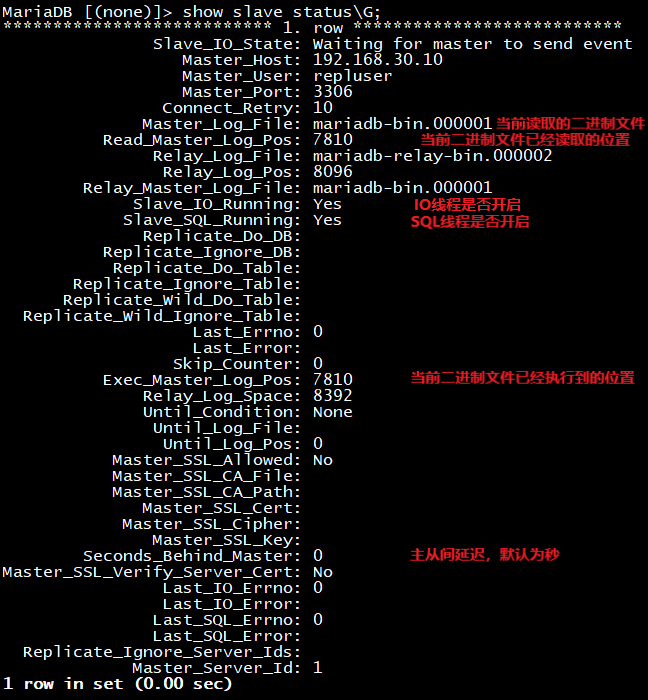 MariaDB [(none)]> show slave status\G;
*************************** 1. row ***************************
Slave_IO_State: Waiting for master to send event
Master_Host: 192.168.30.10
Master_User: repluser
Master_Port: 3306
Connect_Retry: 10
Master_Log_File: mariadb-bin.000001 当前读取的二进制文件
Read_Master_Log_Pos: 7810 当前二进制文件已经读取的位置
Relay_Log_File: mariadb-relay-bin.000002
Relay_Log_Pos: 8096
Relay_Master_Log_File: mariadb-bin.000001
Slave_IO_Running: Yes IO线程是否开启
Slave_SQL_Running: Yes SQL线程是否开启
Replicate_Do_DB:
Replicate_Ignore_DB:
Replicate_Do_Table:
Replicate_Ignore_Table:
Replicate_Wild_Do_Table:
Replicate_Wild_Ignore_Table:
Last_Errno: 0
Last_Error:
Skip_Counter: 0
Exec_Master_Log_Pos: 7810 当前二进制文件已经执行到的位置
Relay_Log_Space: 8392
Until_Condition: None
Until_Log_File:
Until_Log_Pos: 0
Master_SSL_Allowed: No
Master_SSL_CA_File:
Master_SSL_CA_Path:
Master_SSL_Cert:
Master_SSL_Cipher:
Master_SSL_Key:
Seconds_Behind_Master: 0 主从间延迟，默认为秒
Master_SSL_Verify_Server_Cert: No
Last_IO_Errno: 0
Last_IO_Error:
Last_SQL_Errno: 0
Last_SQL_Error:
Replicate_Ignore_Server_Ids:
Master_Server_Id: 1
1 row in set (0.00 sec)